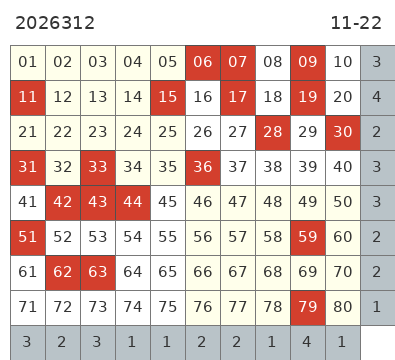 2026312 11-22
01 02 03 04 05 06 07 08 09 10 3
11 12 13 14 15 16 17 18 19 20 4
21 22 23 24 25 26 27 28 29 30 2
31 32 33 34 35 36 37 38 39 40 3
41 42 43 44 45 46 47 48 49 50 3
51 52 53 54 55 56 57 58 59 60 2
61 62 63 64 65 66 67 68 69 70 2
71 72 73 74 75 76 77 78 79 80 1
3 2 3 1 1 2 2 1 4 1